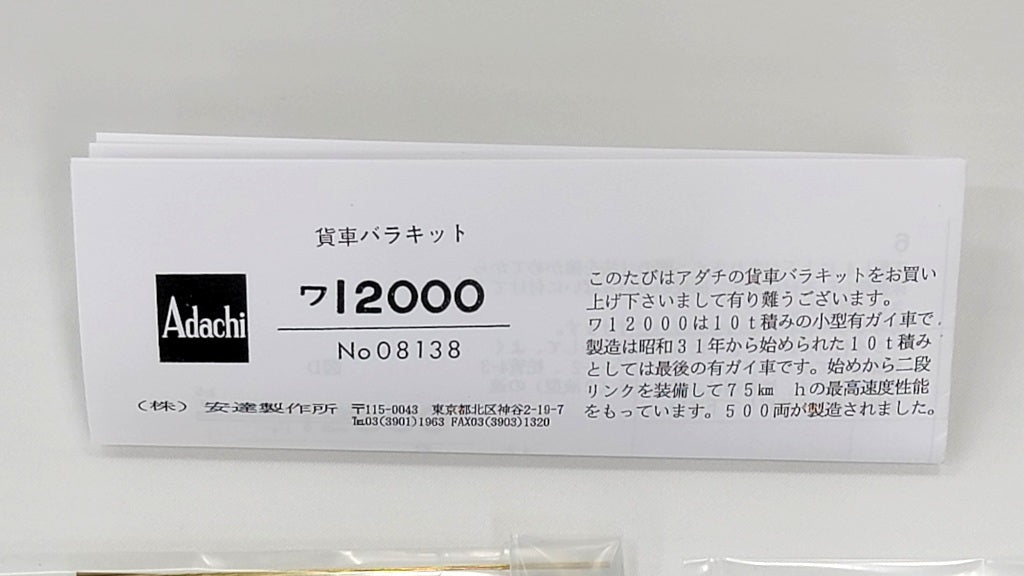 貨車バラキット
Adachi
ワ12000
No08138
(株) 安達製作所
〒115-0043 東京都北区神谷2-19-7
℡03(3901)1963 FAX03(3903)1320
このたびはアダチの貨車バラキットをお買い
上げ下さいまして有り難うございます。
ワ12000は10t積みの小型有ガイ車で
製造は昭和31年から始められた10t積み
としては最後の有ガイ車です。始めから二段
リンクを装備して75km hの最高速度性能
をもっています。500両が製造されました。